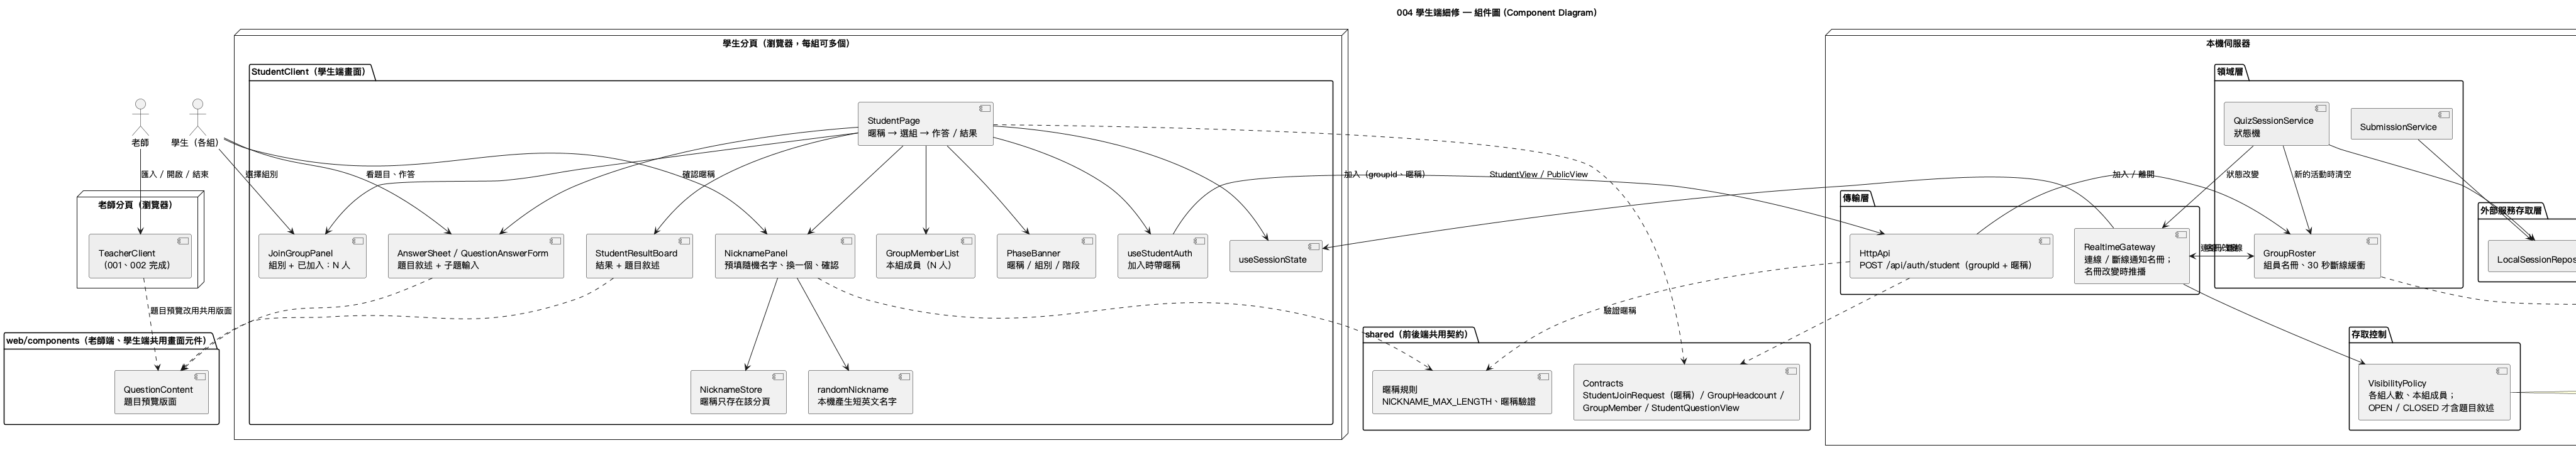 004 學生端細修 — 組件圖 (Component Diagram)
學生分頁（瀏覽器，每組可多個）
StudentClient（學生端畫面）
StudentPage
暱稱 → 選組 → 作答 / 結果
老師
學生（各組）
匯入 / 開啟 / 結束
選擇組別
看題目、作答
確認暱稱
加入（groupId、暱稱）
StudentView / PublicView
老師分頁（瀏覽器）
TeacherClient
（001、002 完成）
JoinGroupPanel
組別 + 已加入：N 人
AnswerSheet / QuestionAnswerForm
題目敘述 + 子題輸入
StudentResultBoard
結果 + 題目敘述
NicknamePanel
預填隨機名字、換一個、確認
GroupMemberList
本組成員（N 人）
PhaseBanner
暱稱 / 組別 / 階段
useStudentAuth
加入時帶暱稱
useSessionState
題目預覽改用共用版面
web/components（老師端、學生端共用畫面元件）
QuestionContent
題目預覽版面
NicknameStore
暱稱只存在該分頁
randomNickname
本機產生短英文名字
shared（前後端共用契約）
暱稱規則
NICKNAME_MAX_LENGTH、暱稱驗證
Contracts
StudentJoinRequest（暱稱）/ GroupHeadcount /
GroupMember / StudentQuestionView
驗證暱稱
本機伺服器
領域層
QuizSessionService
狀態機
SubmissionService
加入 / 離開
狀態改變
新的活動時清空
傳輸層
HttpApi
POST /api/auth/student（groupId + 暱稱）
RealtimeGateway
連線 / 斷線通知名冊；
名冊改變時推播
GroupRoster
組員名冊、30 秒斷線緩衝
外部服務存取層
LocalSessionRepos
存取控制
VisibilityPolicy
各組人數、本組成員；
OPEN / CLOSED 才含題目敘述